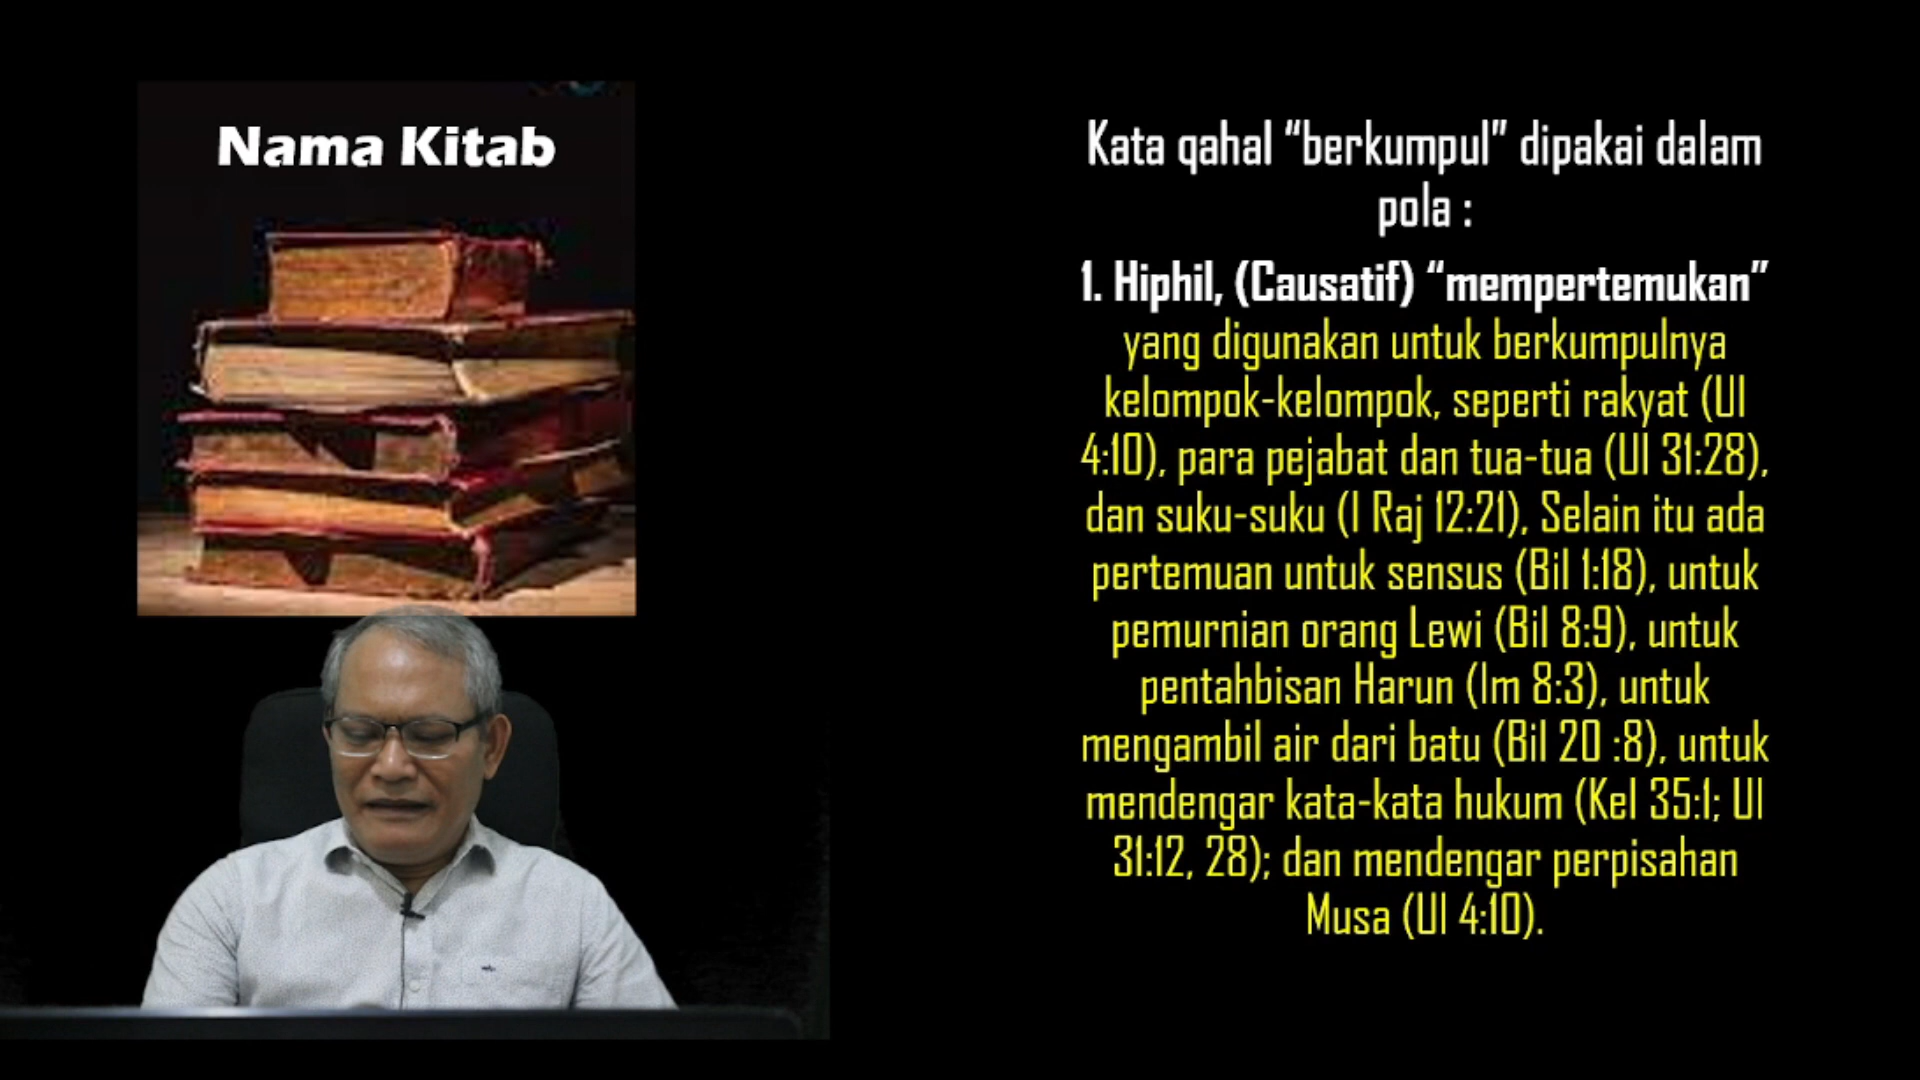 Nama Kitab
Kata qahal “berkumpul” dipakai dalam
pola :
1. Hiphil, (Causatif) “mempertemukan”
yang digunakan untuk berkumpulnya
kelompok-kelompok, seperti rakyat (Ul
4:10), para pejabat dan tua-tua (Ul 31:28),
dan suku-suku (I Raj 12:21), Selain itu ada
pertemuan untuk sensus (Bil 1:18), untuk
pemurnian orang Lewi (Bil 8:9), untuk
pentahbisan Harun (Im 8:3), untuk
mengambil air dari batu (Bil 20 :8), untuk
mendengar kata-kata hukum (Kel 35:1; Ul
31:12, 28); dan mendengar perpisahan
Musa (Ul 4:10).